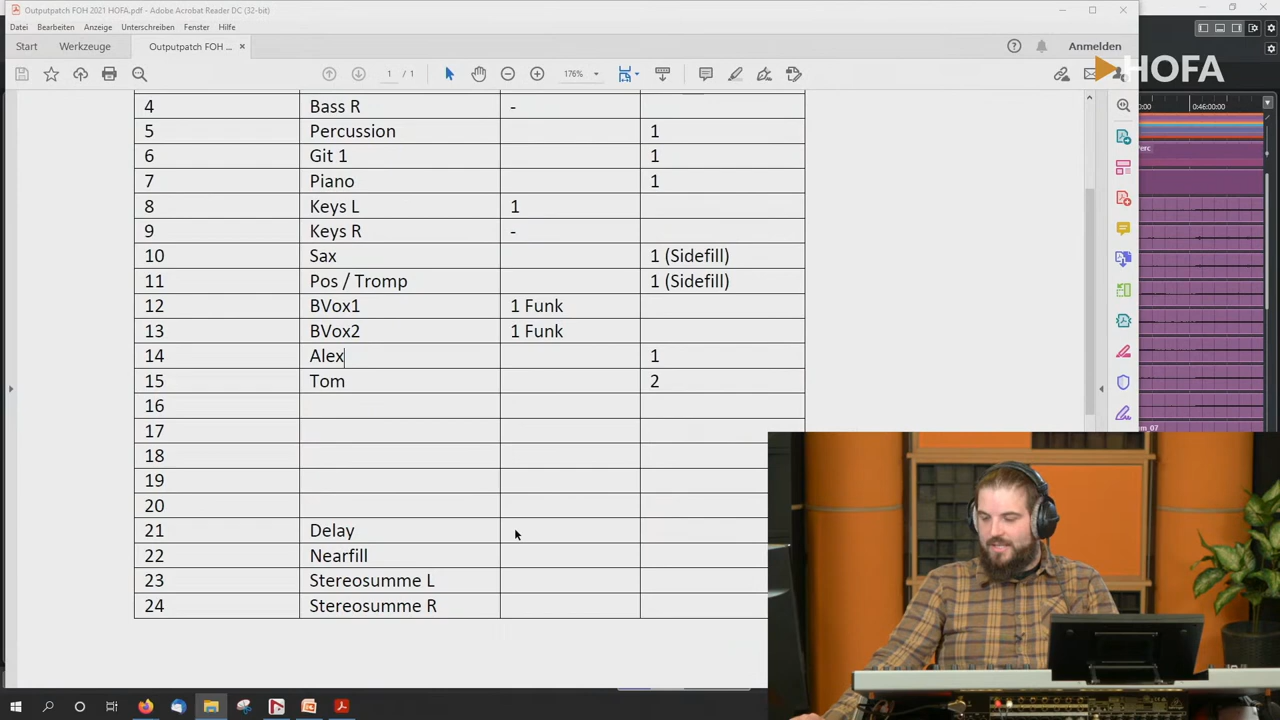 Outputpatch FOH 2021 HOFA.pdf - Adobe Acrobat Reader DC (32-bit)
Datei Bearbeiten Anzeige Unterschreiben Fenster Hilfe
Start Werkzeuge Outputpatch FOH ... × Anmelden
1 / 1 176%
HOFA
0:46:00:00
4 Bass R -
5 Percussion 1
6 Git 1 1
7 Piano 1
8 Keys L 1
9 Keys R -
10 Sax 1 (Sidefill)
11 Pos / Tromp 1 (Sidefill)
12 BVox1 1 Funk
13 BVox2 1 Funk
14 Alex 1
15 Tom 2
16
17
18
19
20
21 Delay
22 Nearfill
23 Stereosumme L
24 Stereosumme R